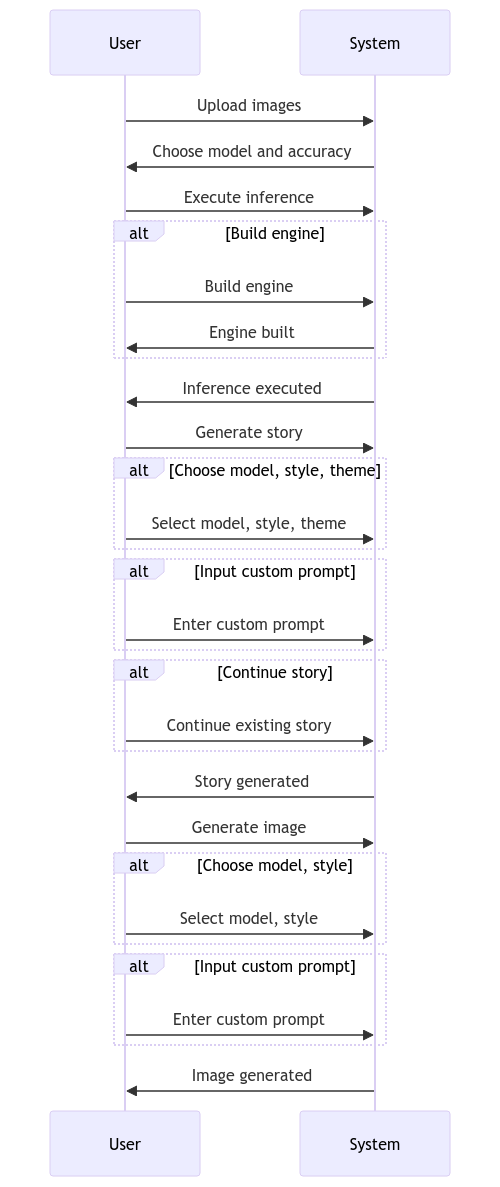 User System
Upload images
Choose model and accuracy
Execute inference
alt [Build engine]
Build engine
Engine built
Inference executed
Generate story
alt [Choose model, style, theme]
Select model, style, theme
alt [Input custom prompt]
Enter custom prompt
alt [Continue story]
Continue existing story
Story generated
Generate image
alt [Choose model, style]
Select model, style
alt [Input custom prompt]
Enter custom prompt
Image generated
User System